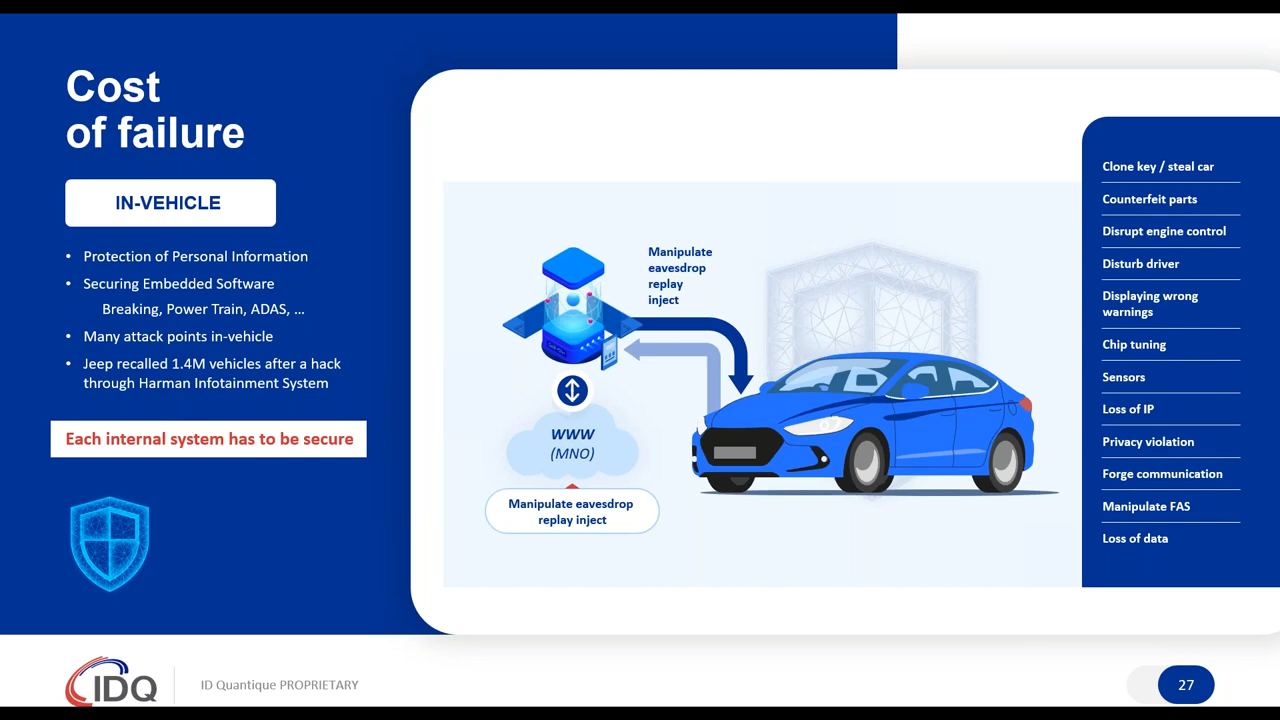 Cost
of failure
IN-VEHICLE
• Protection of Personal Information
• Securing Embedded Software
Breaking, Power Train, ADAS, ...
• Many attack points in-vehicle
• Jeep recalled 1.4M vehicles after a hack
through Harman Infotainment System
Each internal system has to be secure
Manipulate
eavesdrop
replay
inject
WWW
(MNO)
Manipulate eavesdrop
replay inject
Clone key / steal car
Counterfeit parts
Disrupt engine control
Disturb driver
Displaying wrong
warnings
Chip tuning
Sensors
Loss of IP
Privacy violation
Forge communication
Manipulate FAS
Loss of data
IDQ
ID Quantique PROPRIETARY
27